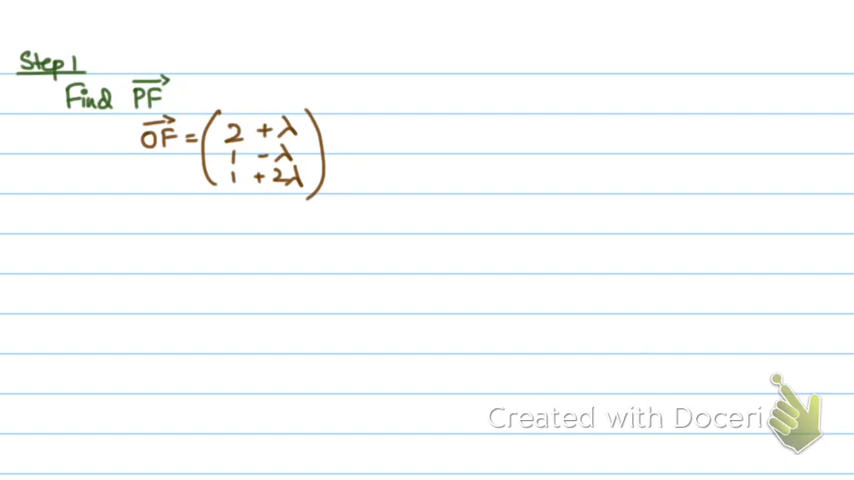 Step 1
Find PF
OF = ( 2 + λ
1 - λ
1 + 2λ )
Created with Doceri